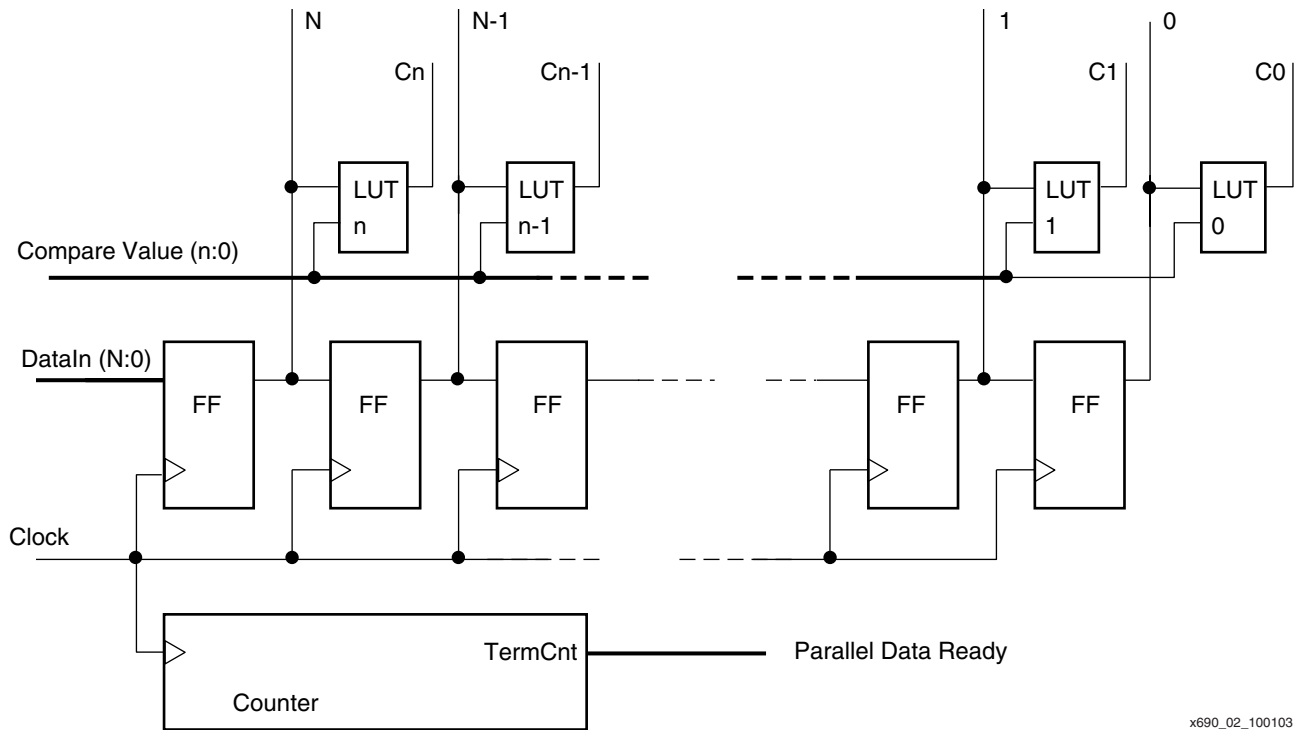 N
N-1
1
0
Cn
Cn-1
C1
C0
LUT
n
LUT
n-1
LUT
1
LUT
0
Compare Value (n:0)
DataIn (N:0)
FF
FF
FF
FF
FF
Clock
TermCnt
Parallel Data Ready
Counter
x690_02_100103